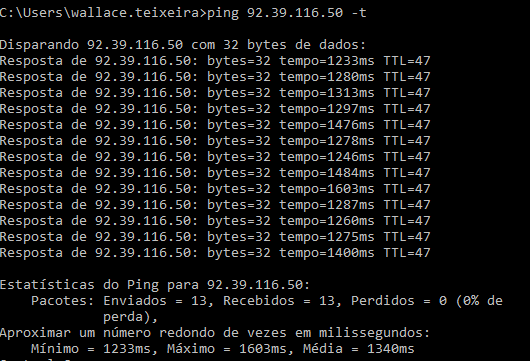 C:\Users\wallace.teixeira>ping 92.39.116.50 -t
Disparando 92.39.116.50 com 32 bytes de dados:
Resposta de 92.39.116.50: bytes=32 tempo=1233ms TTL=47
Resposta de 92.39.116.50: bytes=32 tempo=1280ms TTL=47
Resposta de 92.39.116.50: bytes=32 tempo=1313ms TTL=47
Resposta de 92.39.116.50: bytes=32 tempo=1297ms TTL=47
Resposta de 92.39.116.50: bytes=32 tempo=1476ms TTL=47
Resposta de 92.39.116.50: bytes=32 tempo=1278ms TTL=47
Resposta de 92.39.116.50: bytes=32 tempo=1246ms TTL=47
Resposta de 92.39.116.50: bytes=32 tempo=1484ms TTL=47
Resposta de 92.39.116.50: bytes=32 tempo=1603ms TTL=47
Resposta de 92.39.116.50: bytes=32 tempo=1287ms TTL=47
Resposta de 92.39.116.50: bytes=32 tempo=1260ms TTL=47
Resposta de 92.39.116.50: bytes=32 tempo=1275ms TTL=47
Resposta de 92.39.116.50: bytes=32 tempo=1400ms TTL=47
Estatísticas do Ping para 92.39.116.50:
Pacotes: Enviados = 13, Recebidos = 13, Perdidos = 0 (0% de
perda),
Aproximar um número redondo de vezes em milissegundos:
Mínimo = 1233ms, Máximo = 1603ms, Média = 1340ms